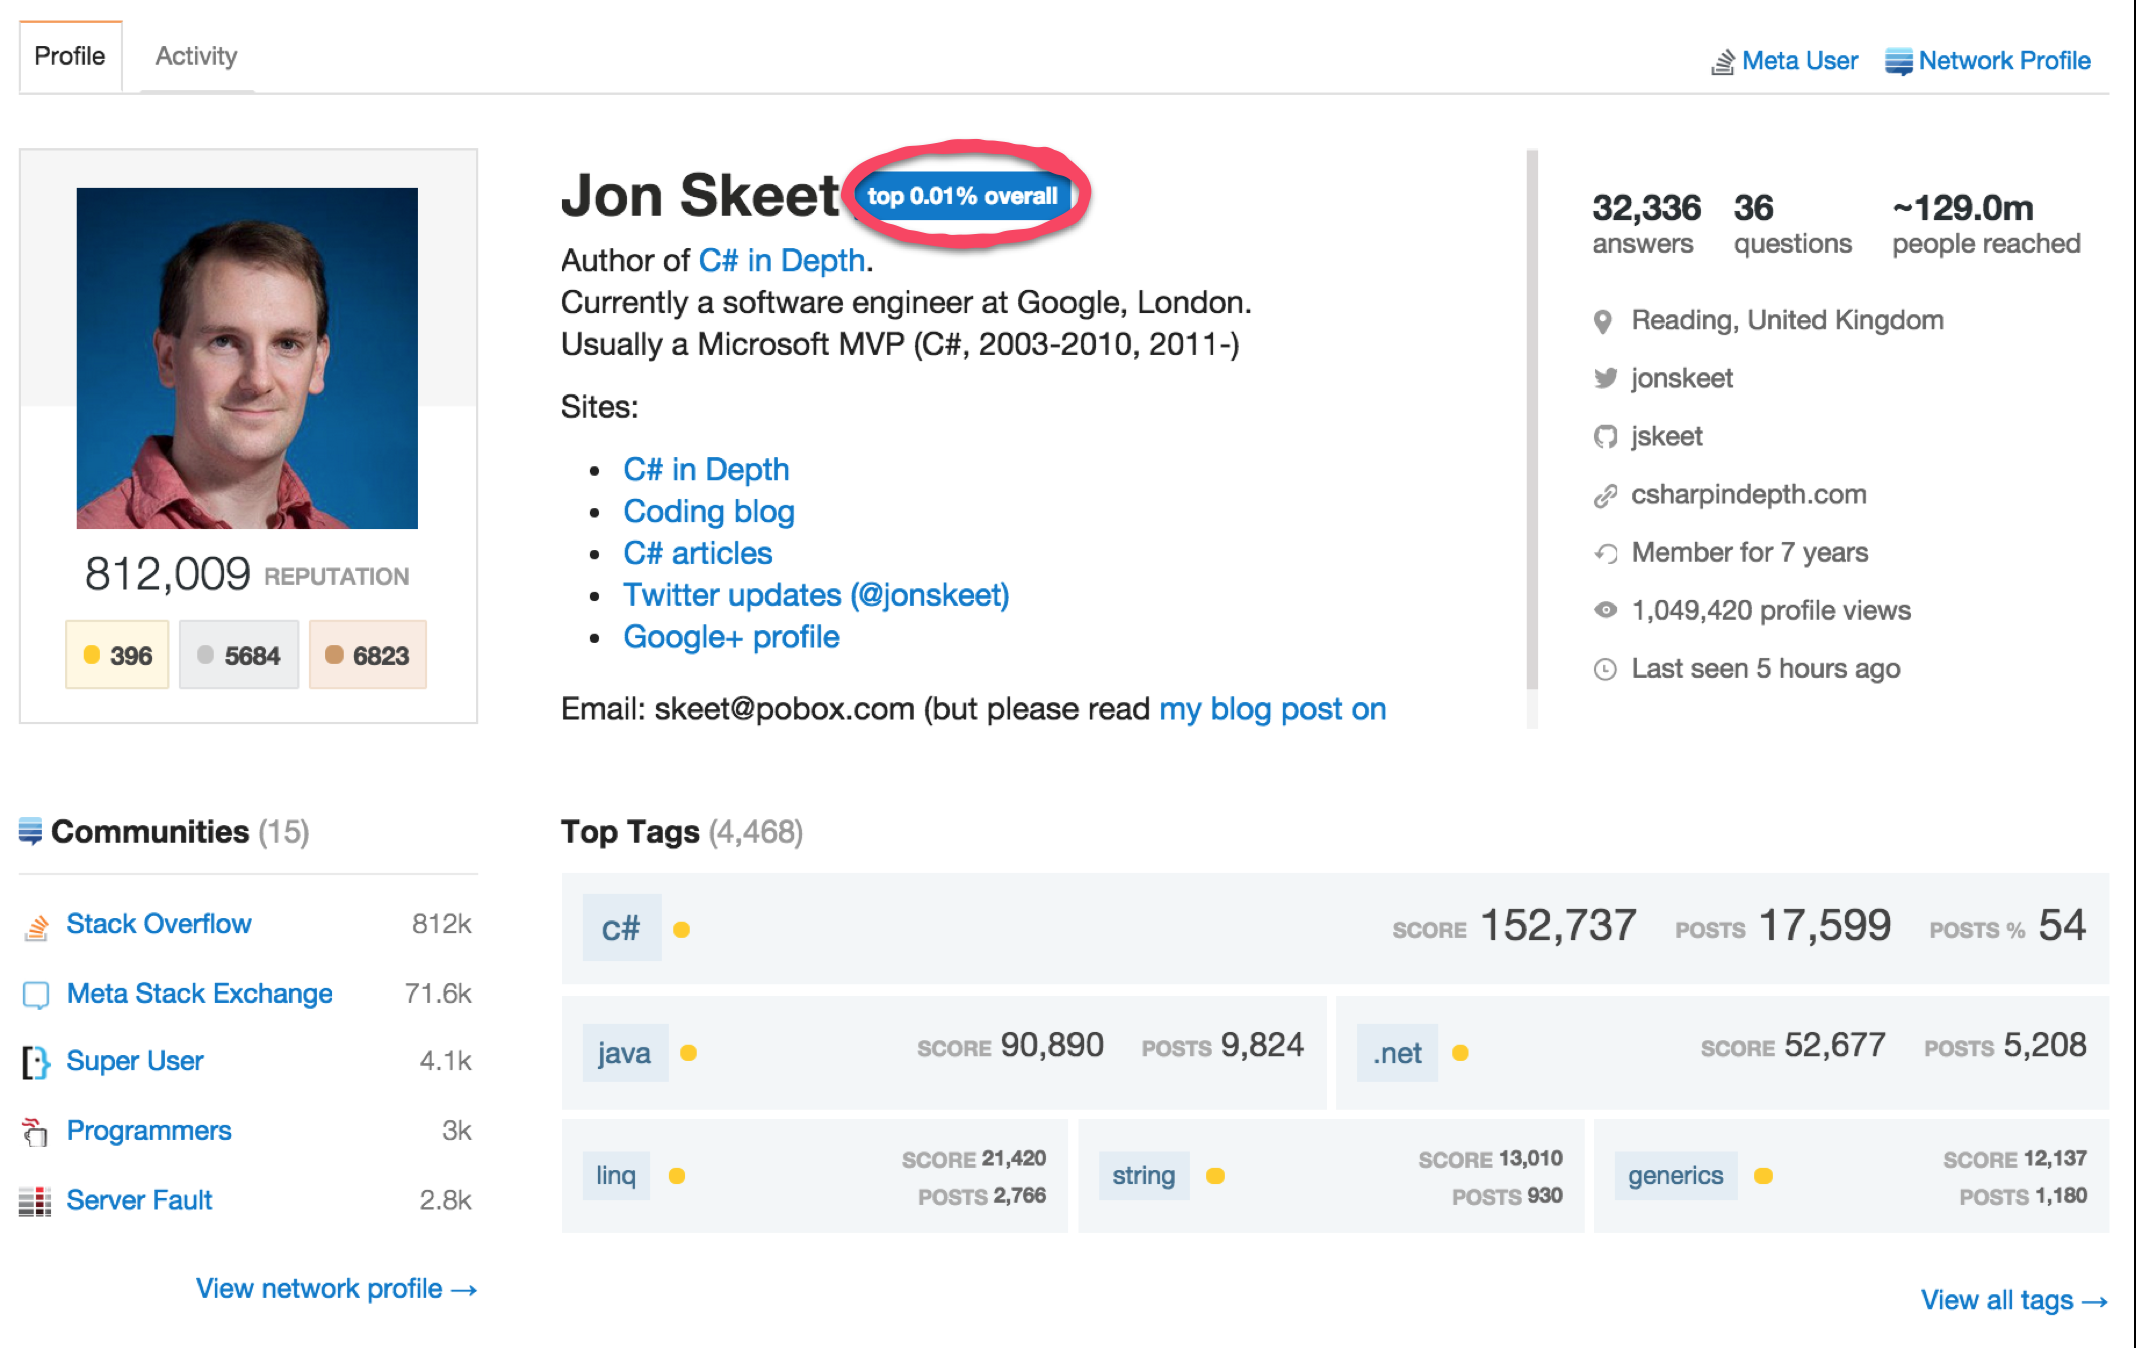 Profile
Activity
Meta User
Network Profile
Jon Skeet
top 0.01% overall
Author of C# in Depth.
Currently a software engineer at Google, London.
Usually a Microsoft MVP (C#, 2003-2010, 2011-)
Sites:
• C# in Depth
• Coding blog
• C# articles
• Twitter updates (@jonskeet)
• Google+ profile
Email: skeet@pobox.com (but please read my blog post on
812,009 REPUTATION
396
5684
6823
32,336 answers
36 questions
~129.0m people reached
Reading, United Kingdom
jonskeet
jskeet
csharpindepth.com
Member for 7 years
1,049,420 profile views
Last seen 5 hours ago
Communities (15)
Stack Overflow 812k
Meta Stack Exchange 71.6k
Super User 4.1k
Programmers 3k
Server Fault 2.8k
View network profile →
Top Tags (4,468)
c# SCORE 152,737 POSTS 17,599 POSTS % 54
java SCORE 90,890 POSTS 9,824
.net SCORE 52,677 POSTS 5,208
linq SCORE 21,420 POSTS 2,766
string SCORE 13,010 POSTS 930
generics SCORE 12,137 POSTS 1,180
View all tags →